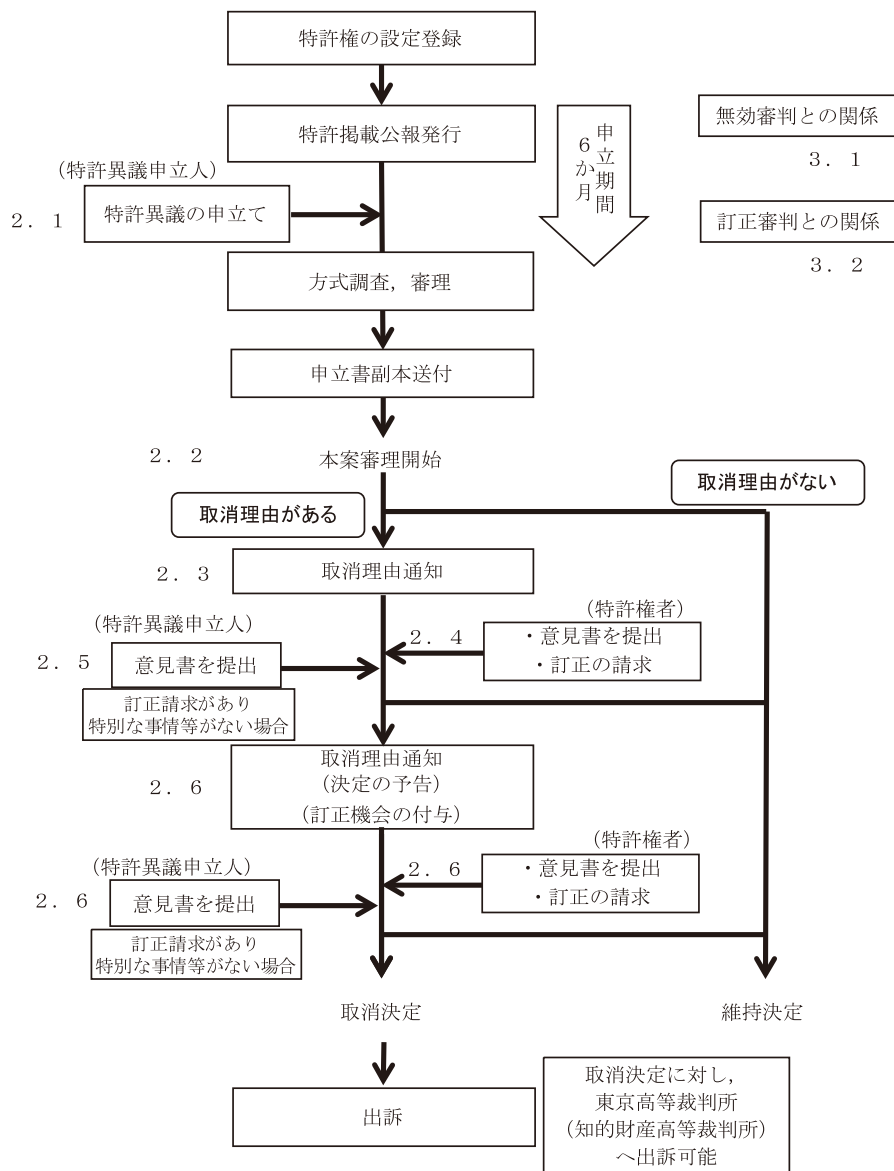 特許権の設定登録
特許掲載公報発行
申立期間
６か月
無効審判との関係
３．１
(特許異議申立人)
２．１
特許異議の申立て
訂正審判との関係
３．２
方式調査，審理
申立書副本送付
２．２
本案審理開始
取消理由がない
取消理由がある
２．３
取消理由通知
(特許異議申立人)
(特許権者)
２．４
・意見書を提出
・訂正の請求
２．５
意見書を提出
訂正請求があり
特別な事情等がない場合
２．６
取消理由通知
(決定の予告)
(訂正機会の付与)
(特許異議申立人)
(特許権者)
２．６
・意見書を提出
・訂正の請求
２．６
意見書を提出
訂正請求があり
特別な事情等がない場合
取消決定
維持決定
出訴
取消決定に対し，
東京高等裁判所
(知的財産高等裁判所)
へ出訴可能